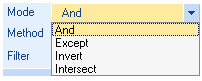 Mode And
Method And
Except
Filter Invert
Intersect